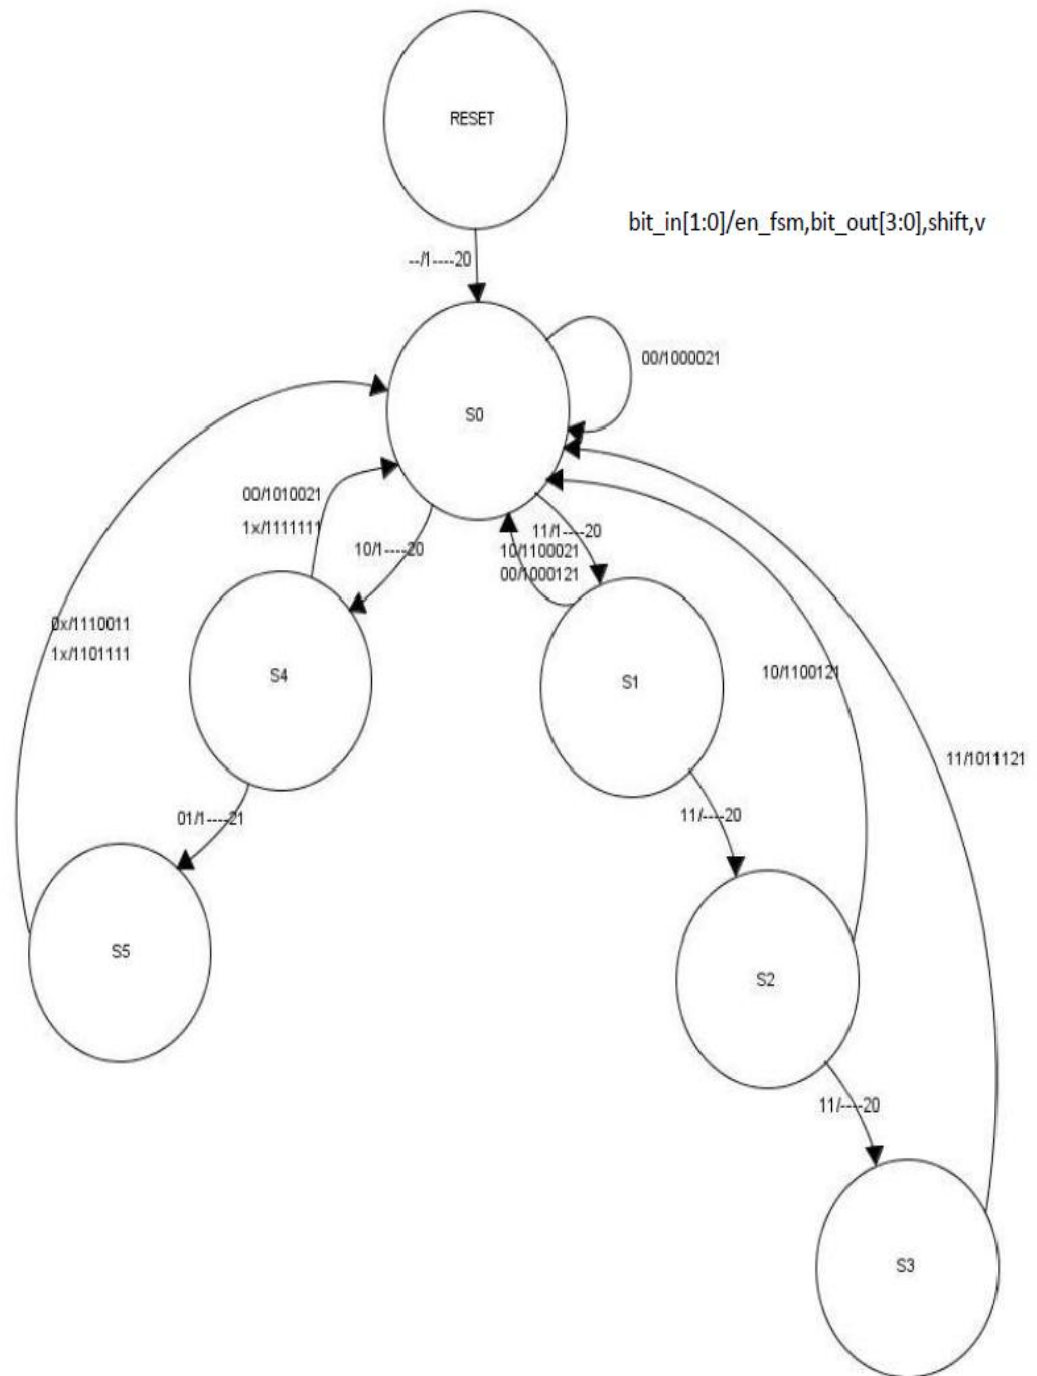 RESET
bit_in[1:0]/en_fsm,bit_out[3:0],shift,v
--/1----20
00/1000021
S0
00/1010021
1x/1111111
10/1----20
11/1----20
10/1100021
00/1000121
0x/1110011
1x/1101111
S4
S1
10/1100121
11/1011121
01/1----21
11/----20
S5
S2
11/----20
S3